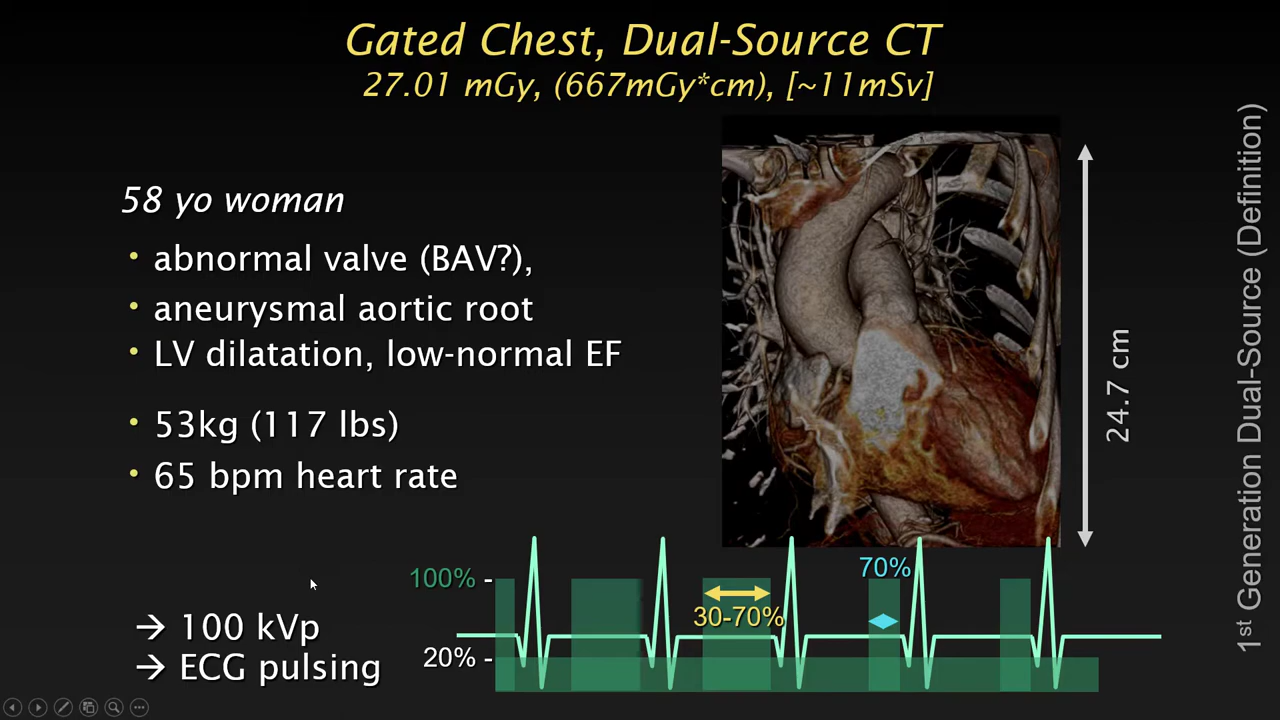 Gated Chest, Dual-Source CT
27.01 mGy, (667mGy*cm), [~11mSv]
58 yo woman
• abnormal valve (BAV?),
• aneurysmal aortic root
• LV dilatation, low-normal EF
• 53kg (117 lbs)
• 65 bpm heart rate
→ 100 kVp
→ ECG pulsing
100%
20%
30-70%
70%
24.7 cm
1st Generation Dual-Source (Definition)